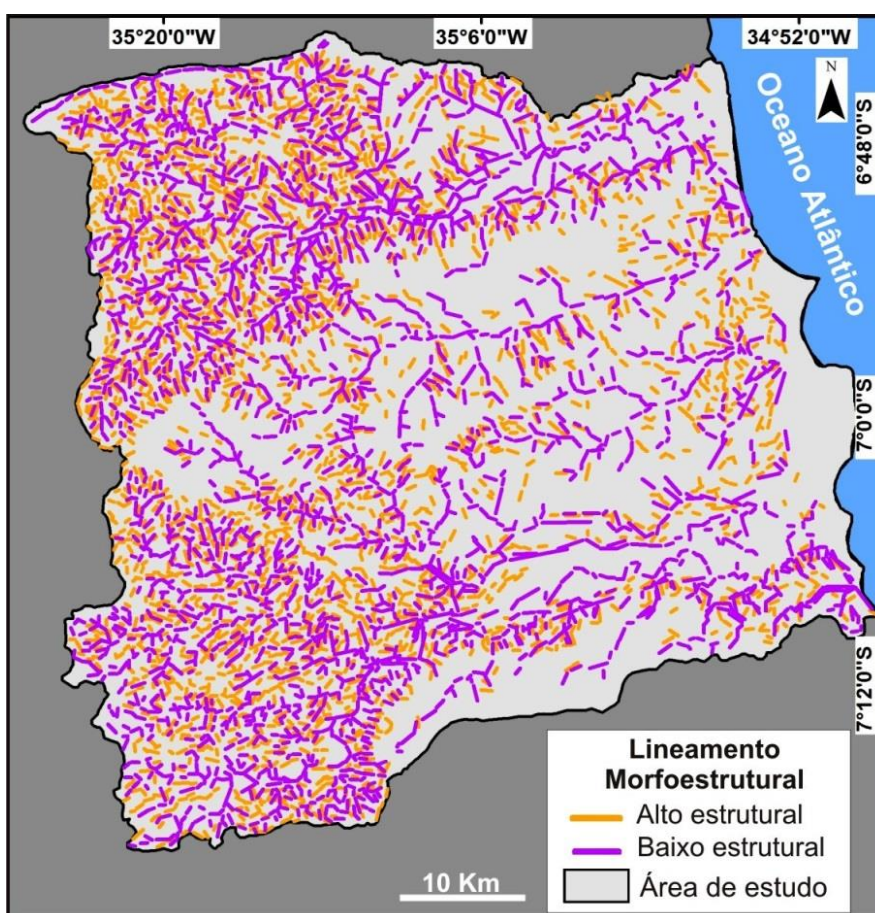 35°20'0"W
35°6'0"W
34°52'0"W
N
Oceano Atlântico
6°48'0"S
7°0'0"S
7°12'0"S
Lineamento
Morfoestrutural
Alto estrutural
Baixo estrutural
Área de estudo
10 Km